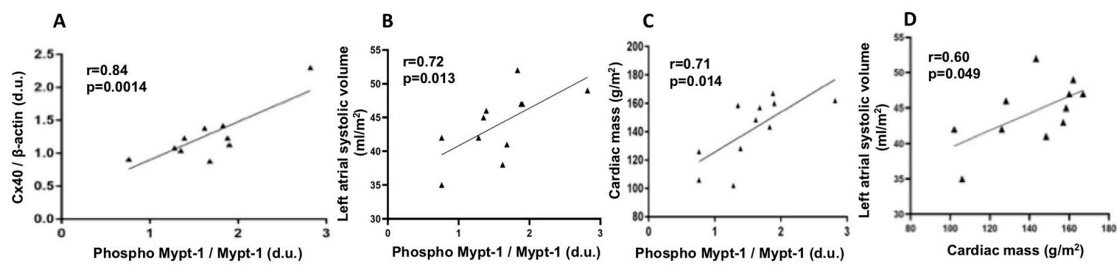 A
Cx40 / β-actin (d.u.)
2.5
2.0
1.5
1.0
0.5
0.0
r=0.84
p=0.0014
0
1
2
3
Phospho Mypt-1 / Mypt-1 (d.u.)
B
Left atrial systolic volume
(ml/m²)
55
50
45
40
35
30
r=0.72
p=0.013
0
1
2
3
Phospho Mypt-1 / Mypt-1 (d.u.)
C
Cardiac mass (g/m²)
200
180
160
140
120
100
80
r=0.71
p=0.014
0
1
2
3
Phospho Mypt-1 / Mypt-1 (d.u.)
D
Left atrial systolic volume
ml/m²)
55
50
45
40
35
30
r=0.60
p=0.049
80
100
120
140
160
180
Cardiac mass (g/m²)